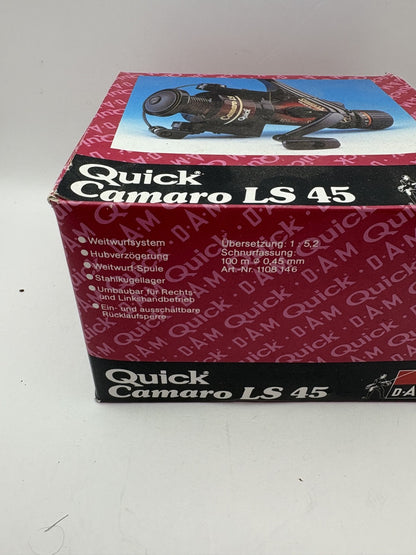 Quick
Camaro LS 45
Weitwurfsystem
Hubverzögerung
Weitwurf-Spule
Stahlkugellager
Umbaubar für Rechts-
und Linkshandbetrieb
Ein- und ausschaltbare
Rücklaufsperre
Übersetzung: 1 : 5,2
Schnurfassung:
100 m ⌀ 0,45 mm
Art.-Nr. 1108 146
Quick
Camaro LS 45
D·A